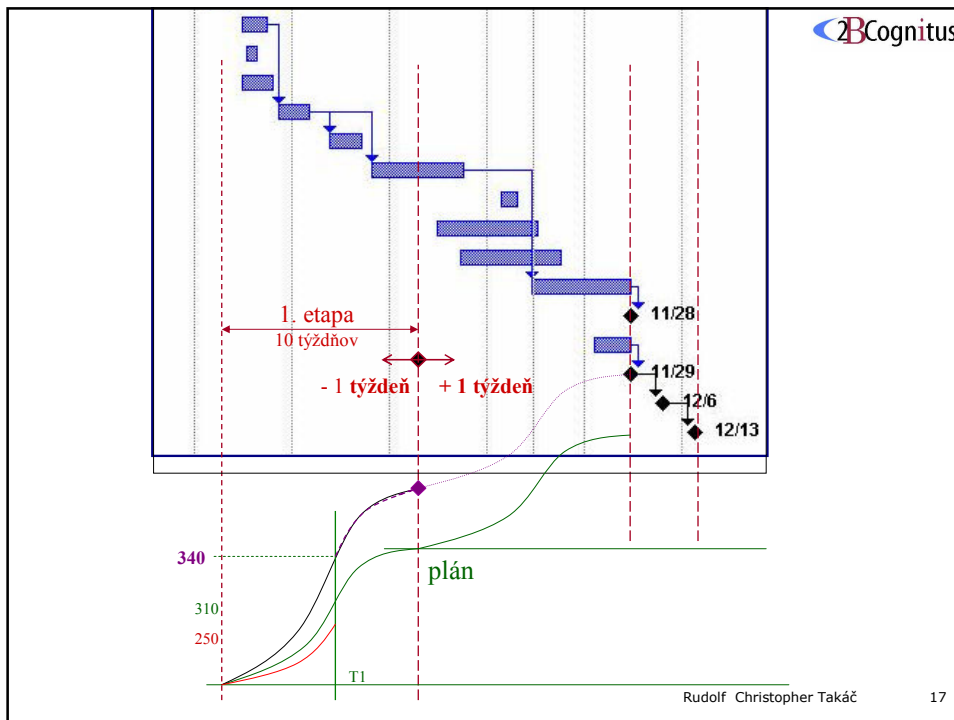 2BCognitus
1. etapa
10 týždňov
11/28
- 1 týždeň + 1 týždeň
11/29
12/6
12/13
340
plán
310
250
T1
Rudolf Christopher Takáč 17